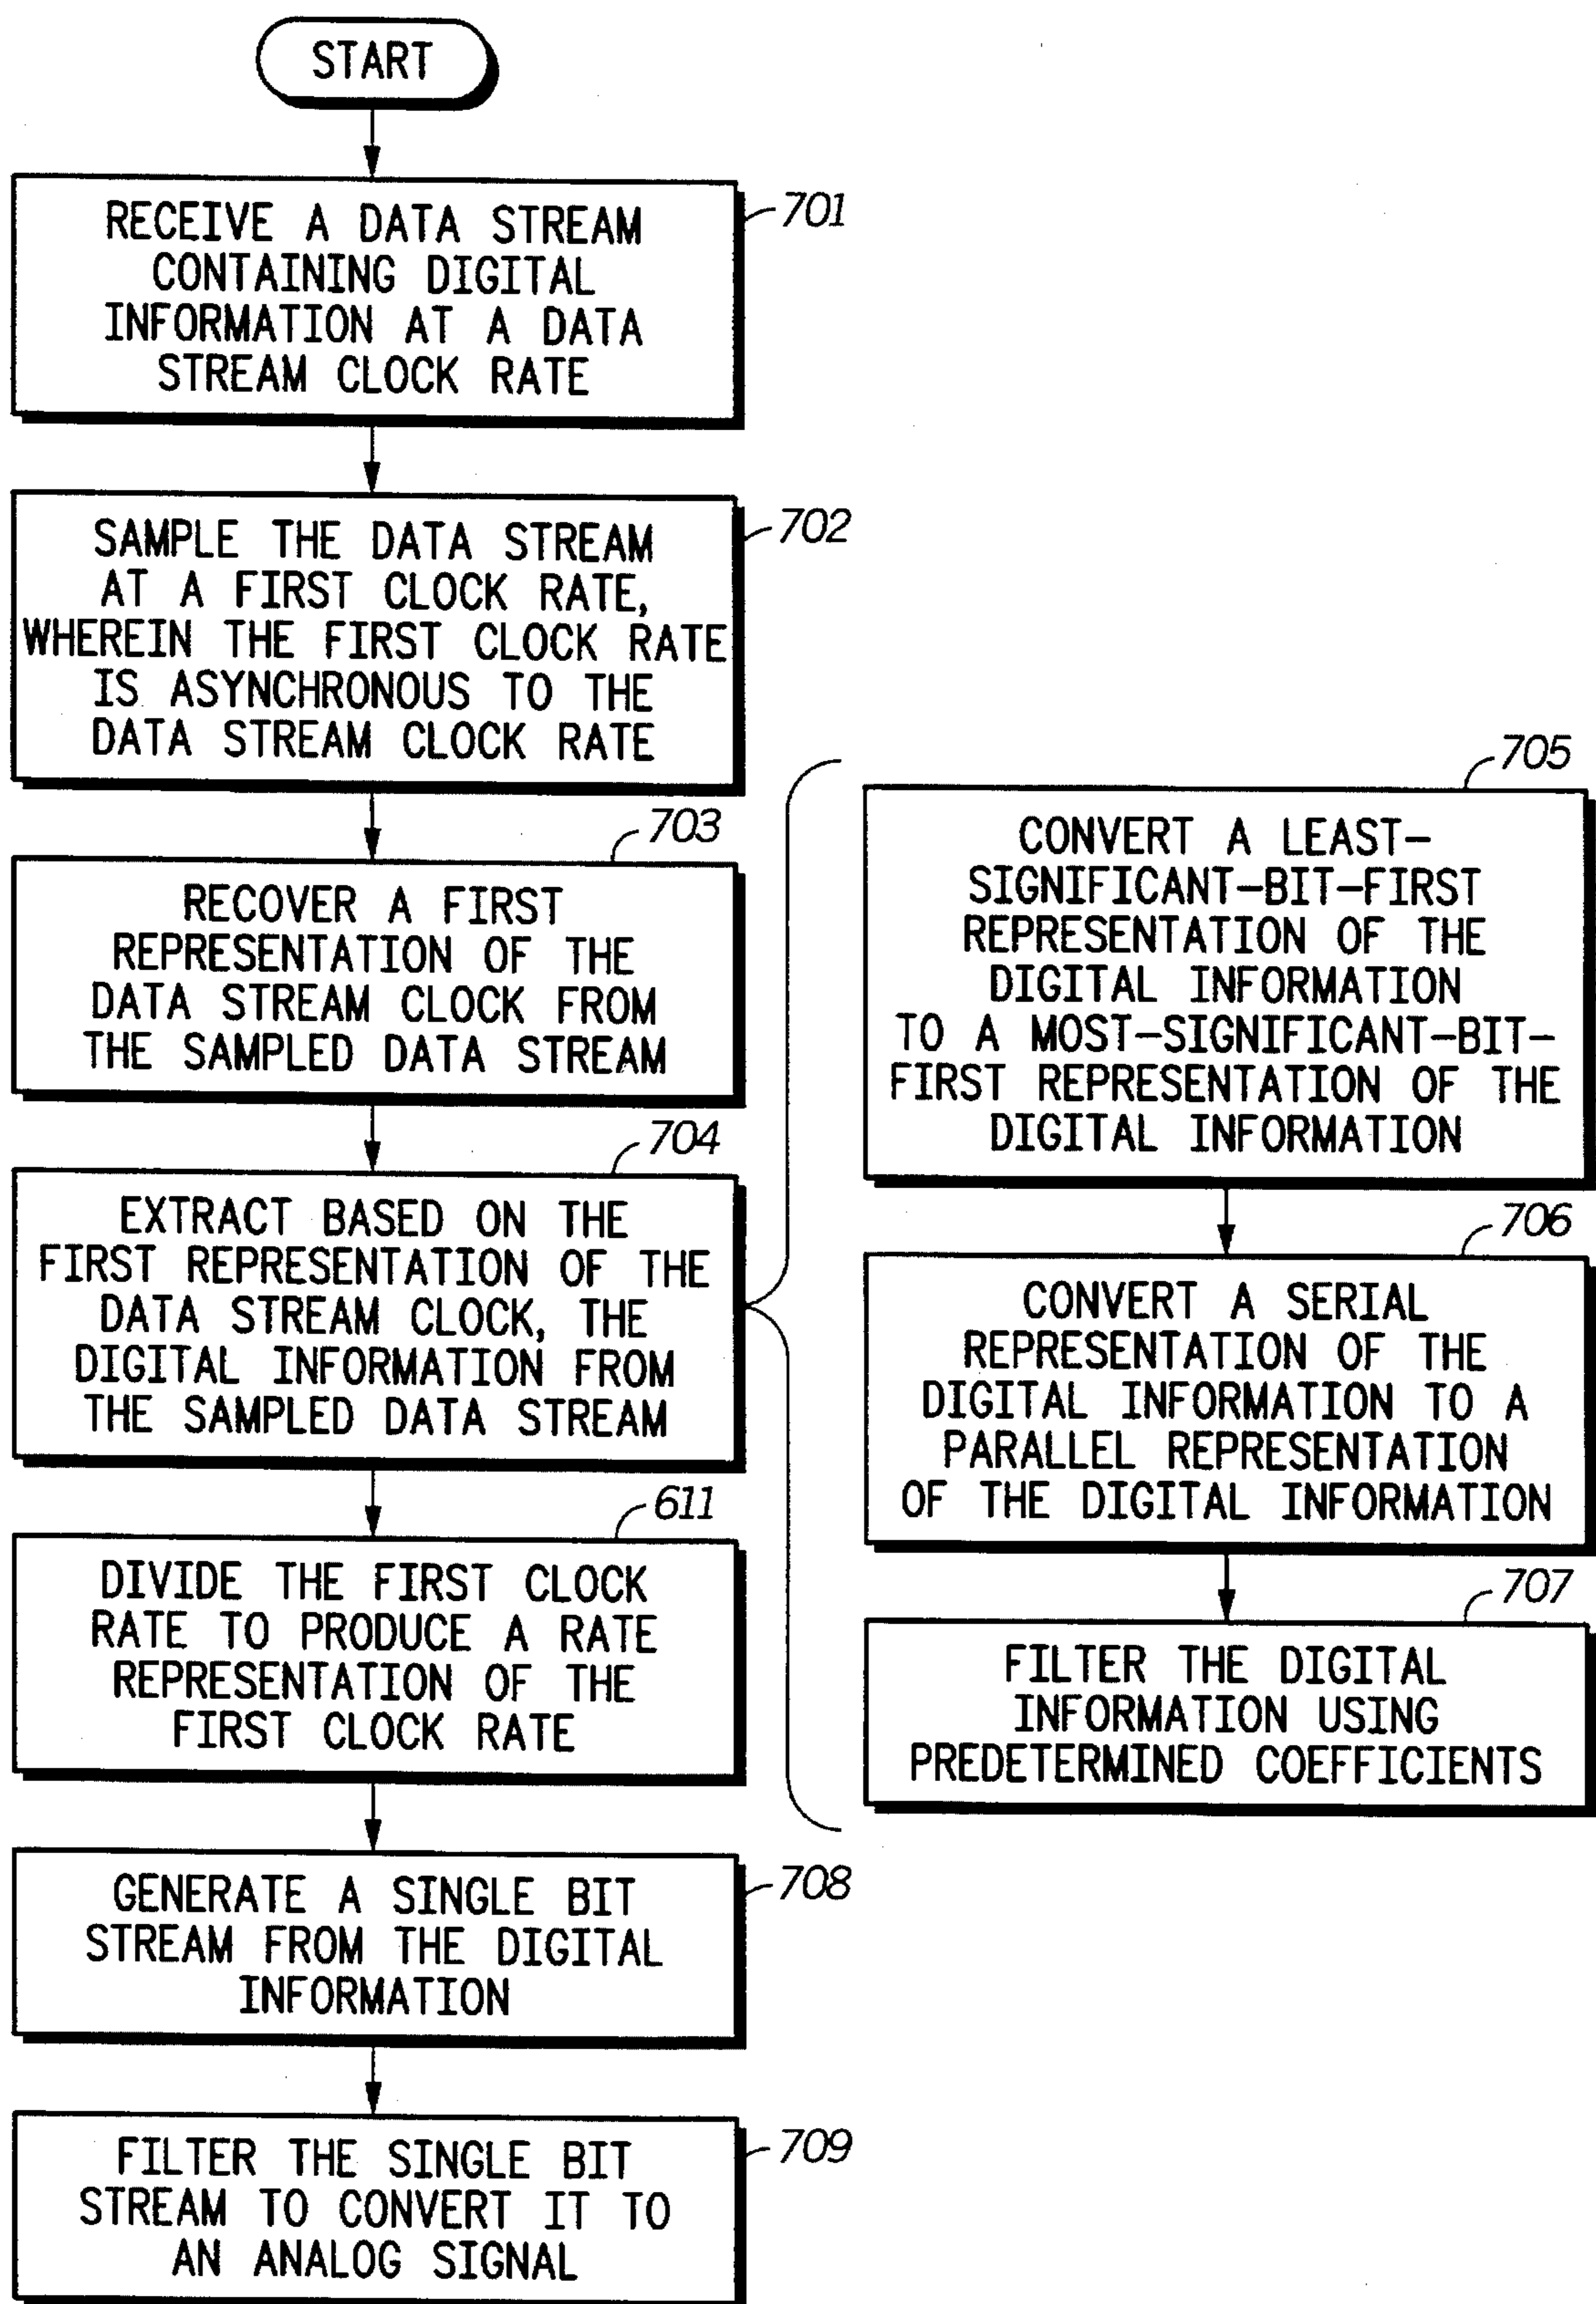 START
701
RECEIVE A DATA STREAM
CONTAINING DIGITAL
INFORMATION AT A DATA
STREAM CLOCK RATE
702
SAMPLE THE DATA STREAM
AT A FIRST CLOCK RATE,
WHEREIN THE FIRST CLOCK RATE
IS ASYNCHRONOUS TO THE
DATA STREAM CLOCK RATE
703
RECOVER A FIRST
REPRESENTATION OF THE
DATA STREAM CLOCK FROM
THE SAMPLED DATA STREAM
704
EXTRACT BASED ON THE
FIRST REPRESENTATION OF THE
DATA STREAM CLOCK, THE
DIGITAL INFORMATION FROM
THE SAMPLED DATA STREAM
705
CONVERT A LEAST-
SIGNIFICANT-BIT-FIRST
REPRESENTATION OF THE
DIGITAL INFORMATION
TO A MOST-SIGNIFICANT-BIT-
FIRST REPRESENTATION OF THE
DIGITAL INFORMATION
706
CONVERT A SERIAL
REPRESENTATION OF THE
DIGITAL INFORMATION TO A
PARALLEL REPRESENTATION
OF THE DIGITAL INFORMATION
707
FILTER THE DIGITAL
INFORMATION USING
PREDETERMINED COEFFICIENTS
611
DIVIDE THE FIRST CLOCK
RATE TO PRODUCE A RATE
REPRESENTATION OF THE
FIRST CLOCK RATE
708
GENERATE A SINGLE BIT
STREAM FROM THE DIGITAL
INFORMATION
709
FILTER THE SINGLE BIT
STREAM TO CONVERT IT TO
AN ANALOG SIGNAL